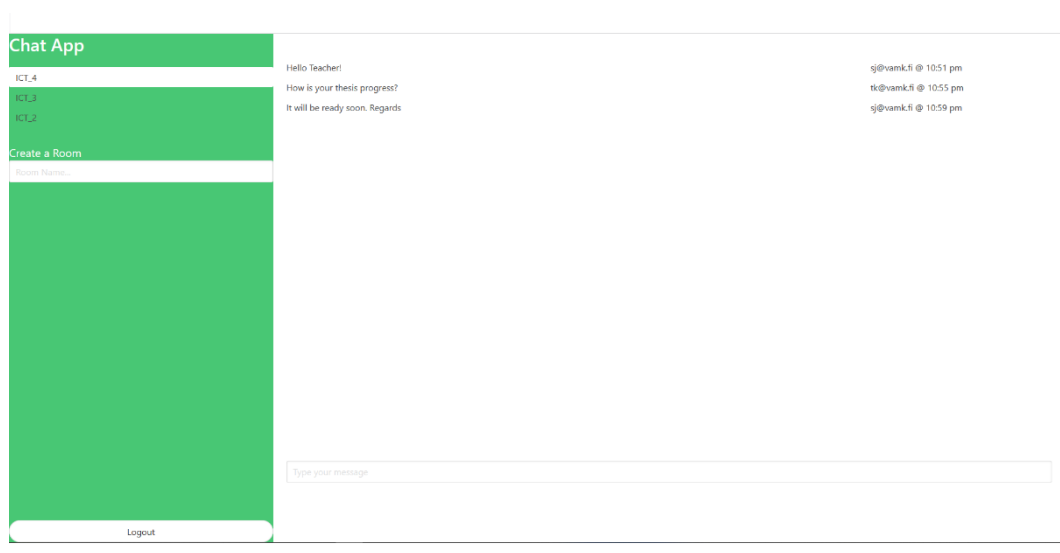 Chat App
ICT_4
ICT_3
ICT_2
Create a Room
Room Name...
Logout
Hello Teacher! sj@vamk.fi @ 10:51 pm
How is your thesis progress? tk@vamk.fi @ 10:55 pm
It will be ready soon. Regards sj@vamk.fi @ 10:59 pm
Type your message